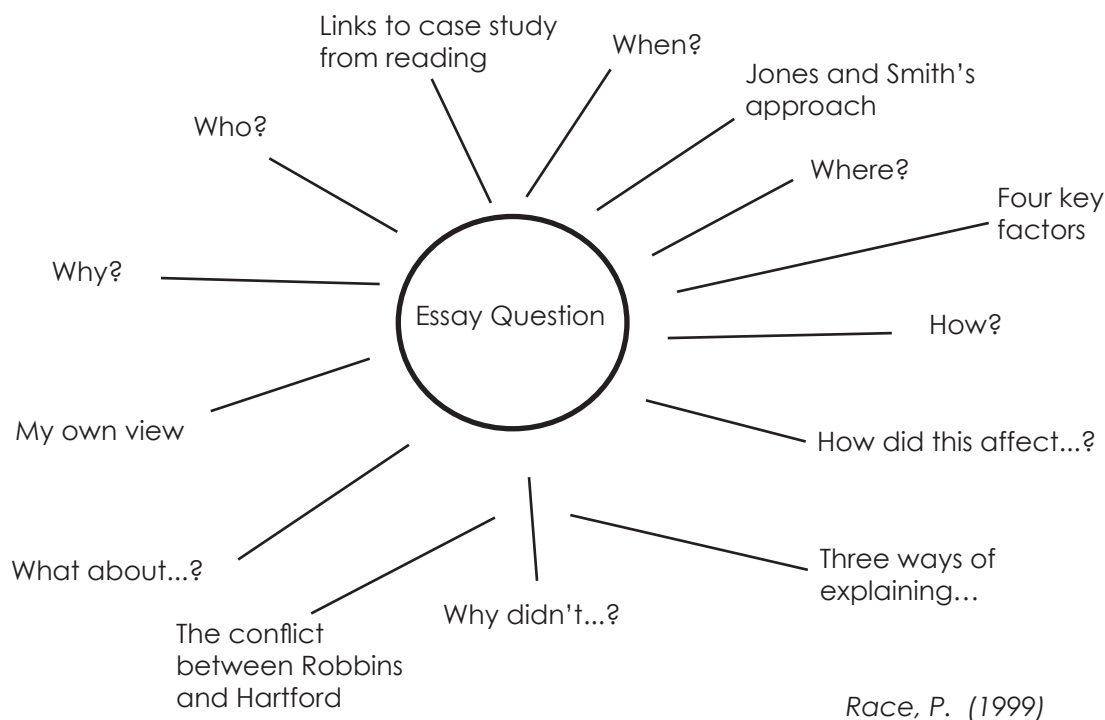 Links to case study
from reading
When?
Jones and Smith's
approach
Who?
Where?
Four key
factors
Why?
Essay Question
How?
My own view
How did this affect...?
What about...?
Three ways of
explaining…
Why didn't...?
The conflict
between Robbins
and Hartford
Race, P. (1999)